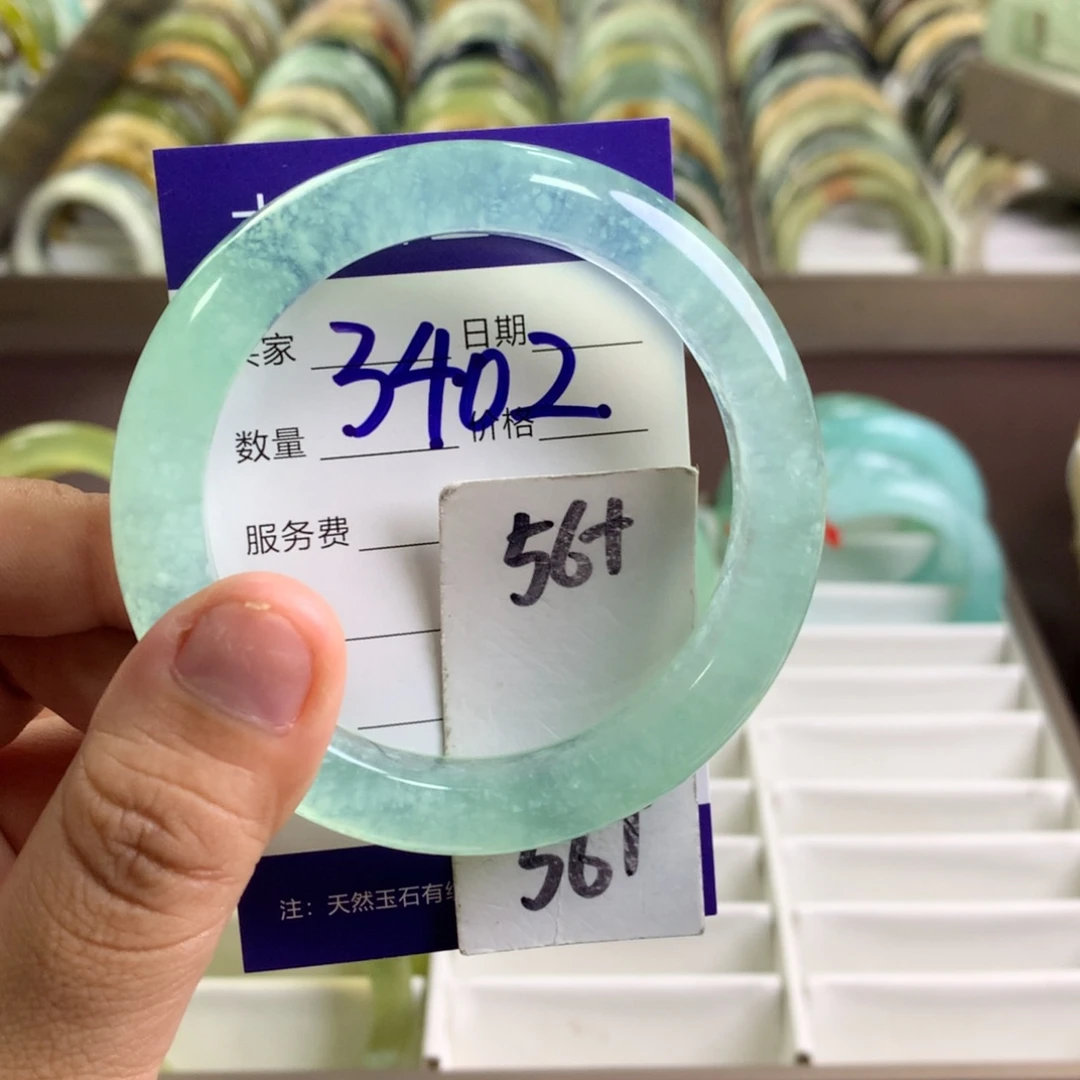 3402
家 日期
数量 价格
服务费
56+
56+
注：天然玉石有